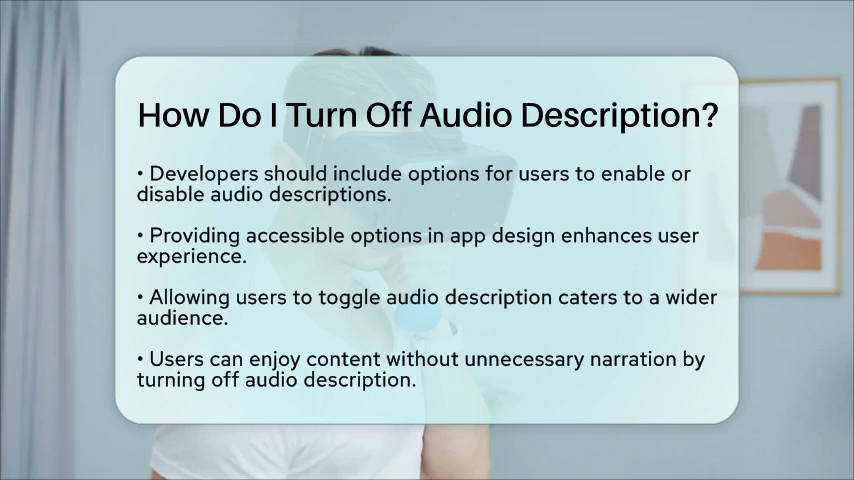 How Do I Turn Off Audio Description?
• Developers should include options for users to enable or
disable audio descriptions.
• Providing accessible options in app design enhances user
experience.
• Allowing users to toggle audio description caters to a wider
audience.
• Users can enjoy content without unnecessary narration by
turning off audio description.